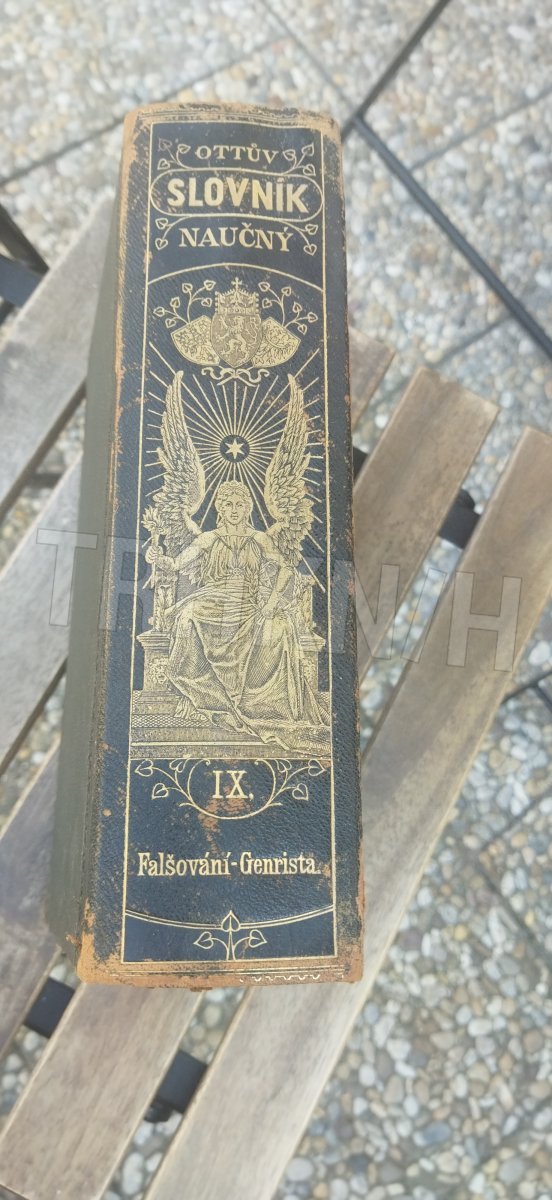 OTTŮV
SLOVNÍK
NAUČNÝ
IX.
Falšování-Genrista.